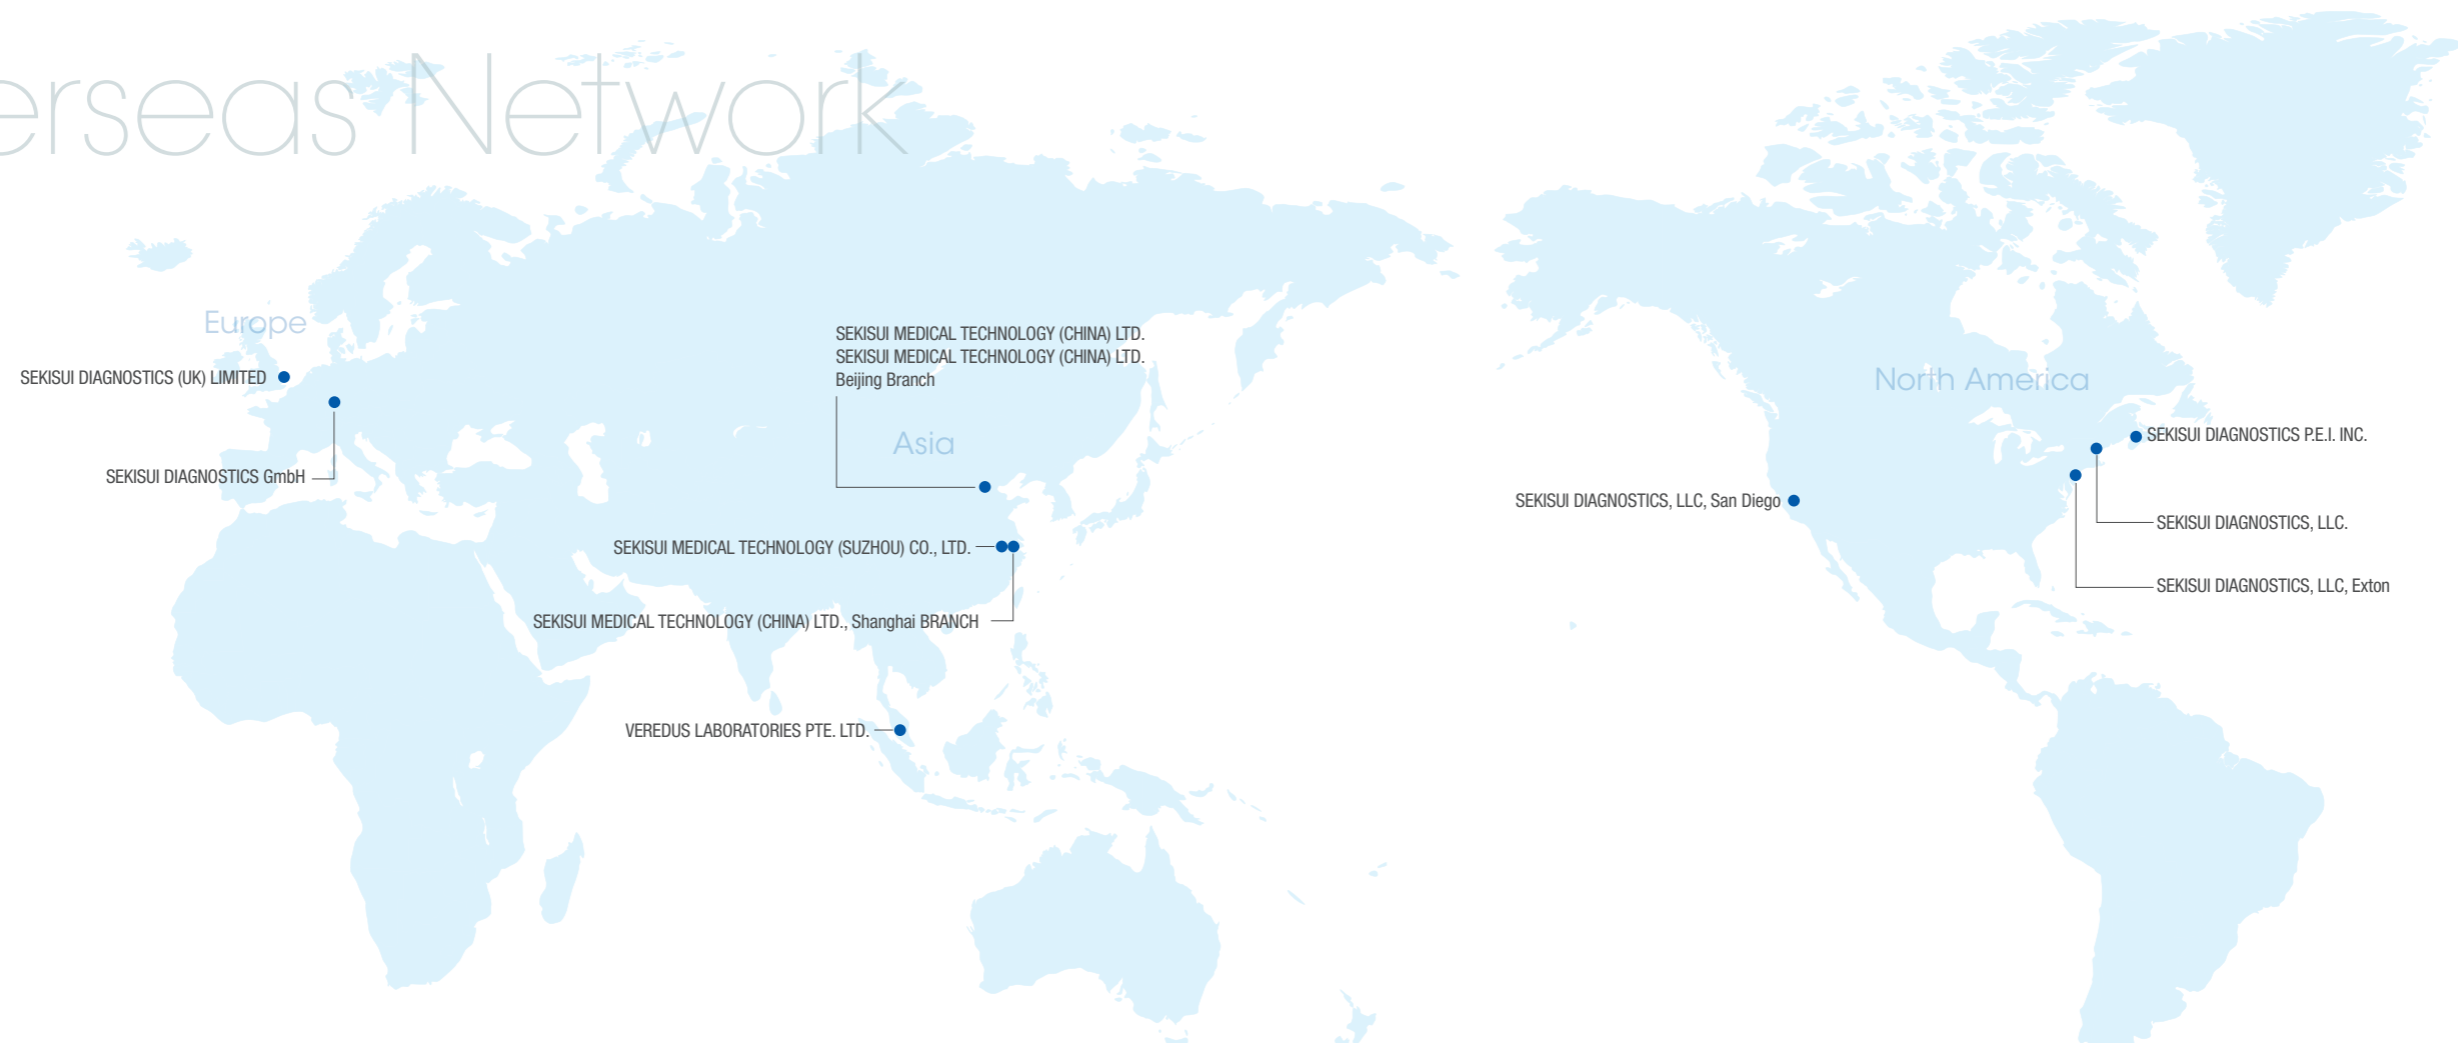 erseas Network
Europe
SEKISUI DIAGNOSTICS (UK) LIMITED
SEKISUI DIAGNOSTICS GmbH
SEKISUI MEDICAL TECHNOLOGY (CHINA) LTD.
SEKISUI MEDICAL TECHNOLOGY (CHINA) LTD.
Beijing Branch
Asia
SEKISUI MEDICAL TECHNOLOGY (SUZHOU) CO., LTD.
SEKISUI MEDICAL TECHNOLOGY (CHINA) LTD., Shanghai BRANCH
VEREDUS LABORATORIES PTE. LTD.
North America
SEKISUI DIAGNOSTICS P.E.I. INC.
SEKISUI DIAGNOSTICS, LLC, San Diego
SEKISUI DIAGNOSTICS, LLC.
SEKISUI DIAGNOSTICS, LLC, Exton